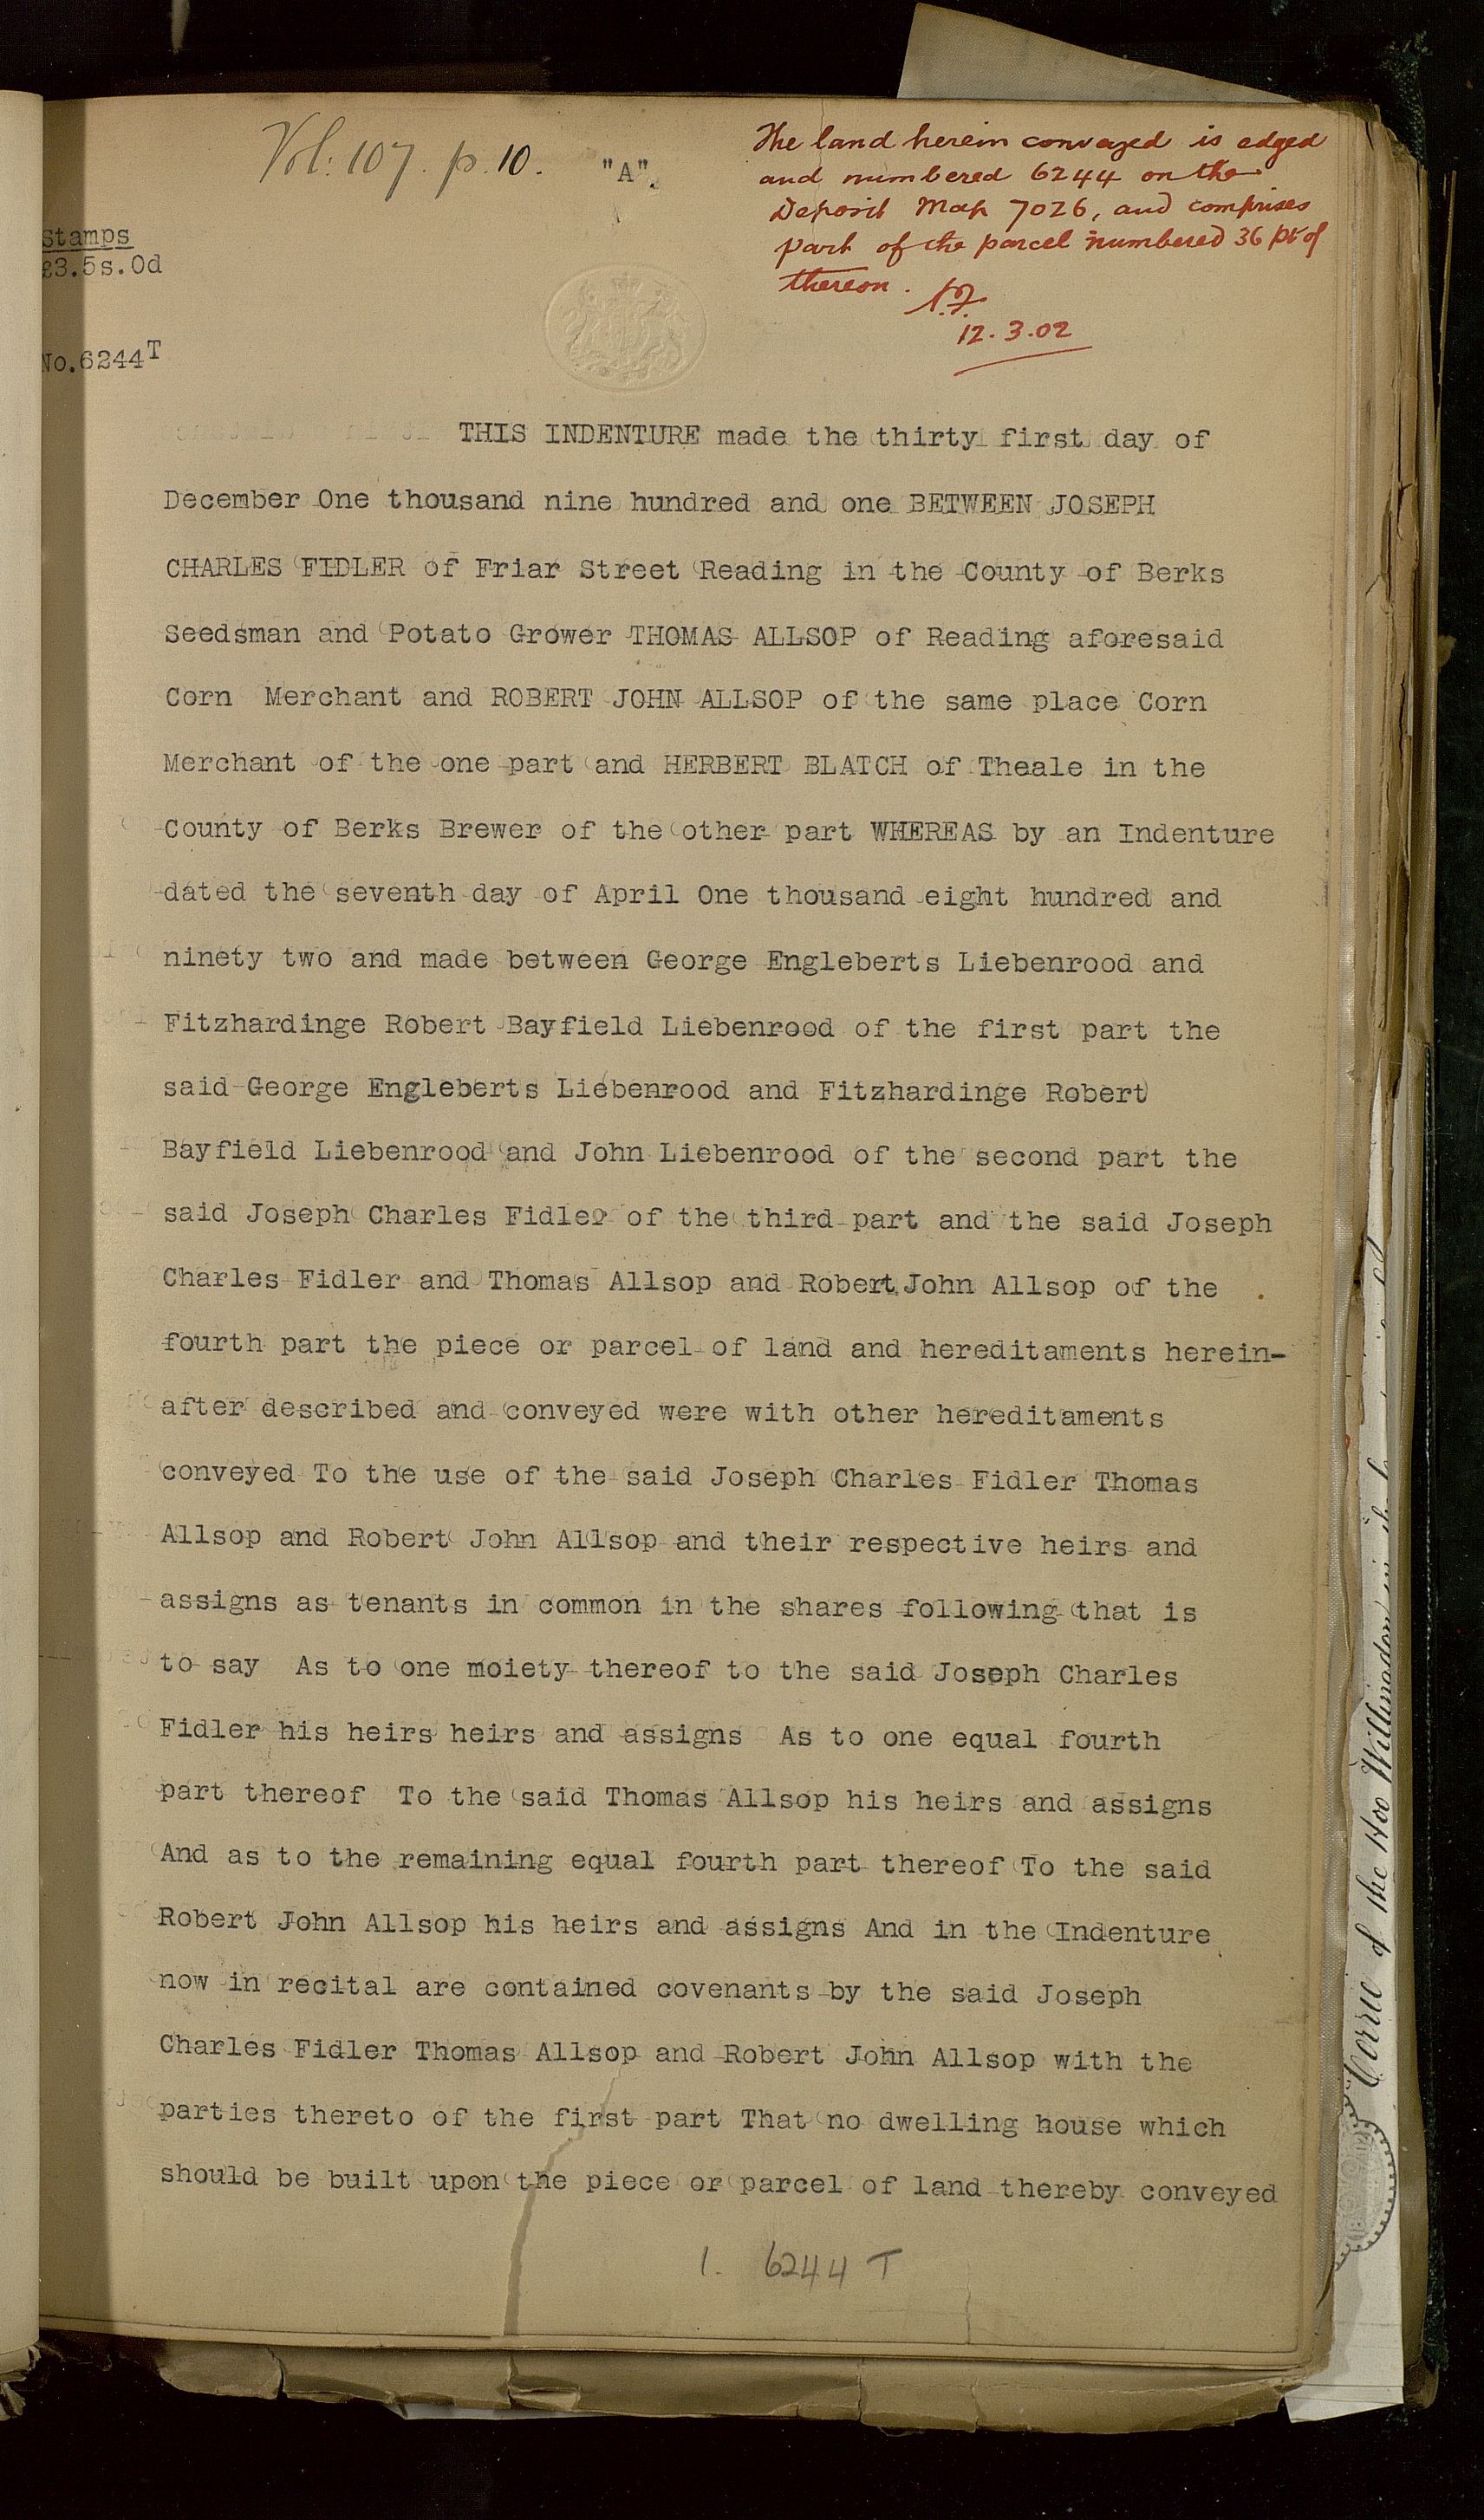 Vol: 107. p. 10.
"A".
The land herein conveyed is edged
and numbered 6244 on the
Deposit Map 7026, and comprises
part of the parcel numbered 36 pt of
thereon.
12.3.02
Stamps
£3.5s.0d
No.6244T
THIS INDENTURE made the thirty first day of
December One thousand nine hundred and one BETWEEN JOSEPH
CHARLES FIDLER of Friar Street Reading in the County of Berks
Seedsman and Potato Grower THOMAS ALLSOP of Reading aforesaid
Corn Merchant and ROBERT JOHN ALLSOP of the same place Corn
Merchant of the one part and HERBERT BLATCH of Theale in the
County of Berks Brewer of the other part WHEREAS by an Indenture
dated the seventh day of April One thousand eight hundred and
ninety two and made between George Engleberts Liebenrood and
Fitzhardinge Robert Bayfield Liebenrood of the first part the
said George Engleberts Liebenrood and Fitzhardinge Robert
Bayfield Liebenrood and John Liebenrood of the second part the
said Joseph Charles Fidler of the third part and the said Joseph
Charles Fidler and Thomas Allsop and Robert John Allsop of the
fourth part the piece or parcel of land and hereditaments herein-
after described and conveyed were with other hereditaments
conveyed To the use of the said Joseph Charles Fidler Thomas
Allsop and Robert John Allsop and their respective heirs and
assigns as tenants in common in the shares following that is
to say As to one moiety thereof to the said Joseph Charles
Fidler his heirs heirs and assigns As to one equal fourth
part thereof To the said Thomas Allsop his heirs and assigns
And as to the remaining equal fourth part thereof To the said
Robert John Allsop his heirs and assigns And in the Indenture
now in recital are contained covenants by the said Joseph
Charles Fidler Thomas Allsop and Robert John Allsop with the
parties thereto of the first part That no dwelling house which
should be built upon the piece or parcel of land thereby conveyed
1. 6244 T
Corrie of the Hoo Willingdon in the